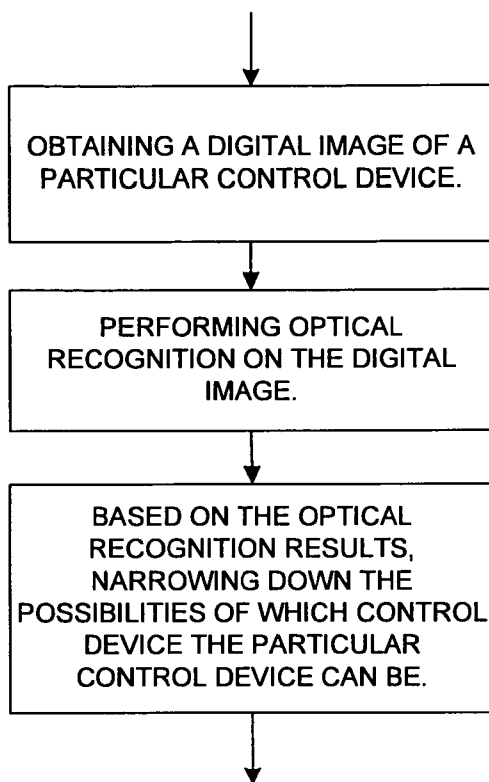 OBTAINING A DIGITAL IMAGE OF A
PARTICULAR CONTROL DEVICE.
PERFORMING OPTICAL
RECOGNITION ON THE DIGITAL
IMAGE.
BASED ON THE OPTICAL
RECOGNITION RESULTS,
NARROWING DOWN THE
POSSIBILITIES OF WHICH CONTROL
DEVICE THE PARTICULAR
CONTROL DEVICE CAN BE.